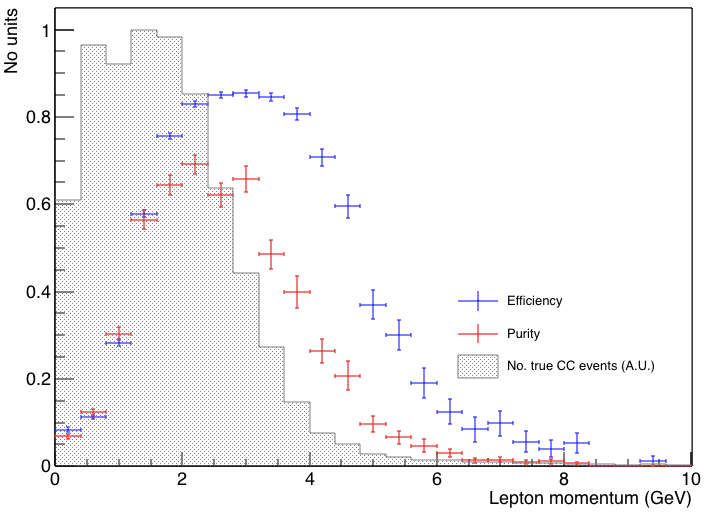 No units
1
0.8
0.6
0.4
0.2
0
Efficiency
Purity
No. true CC events (A.U.)
0
2
4
6
8
10
Lepton momentum (GeV)